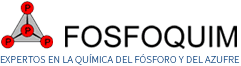 P
FOSFOQUIM
P P P
EXPERTOS EN LA QUÍMICA DEL FÓSFORO Y DEL AZUFRE